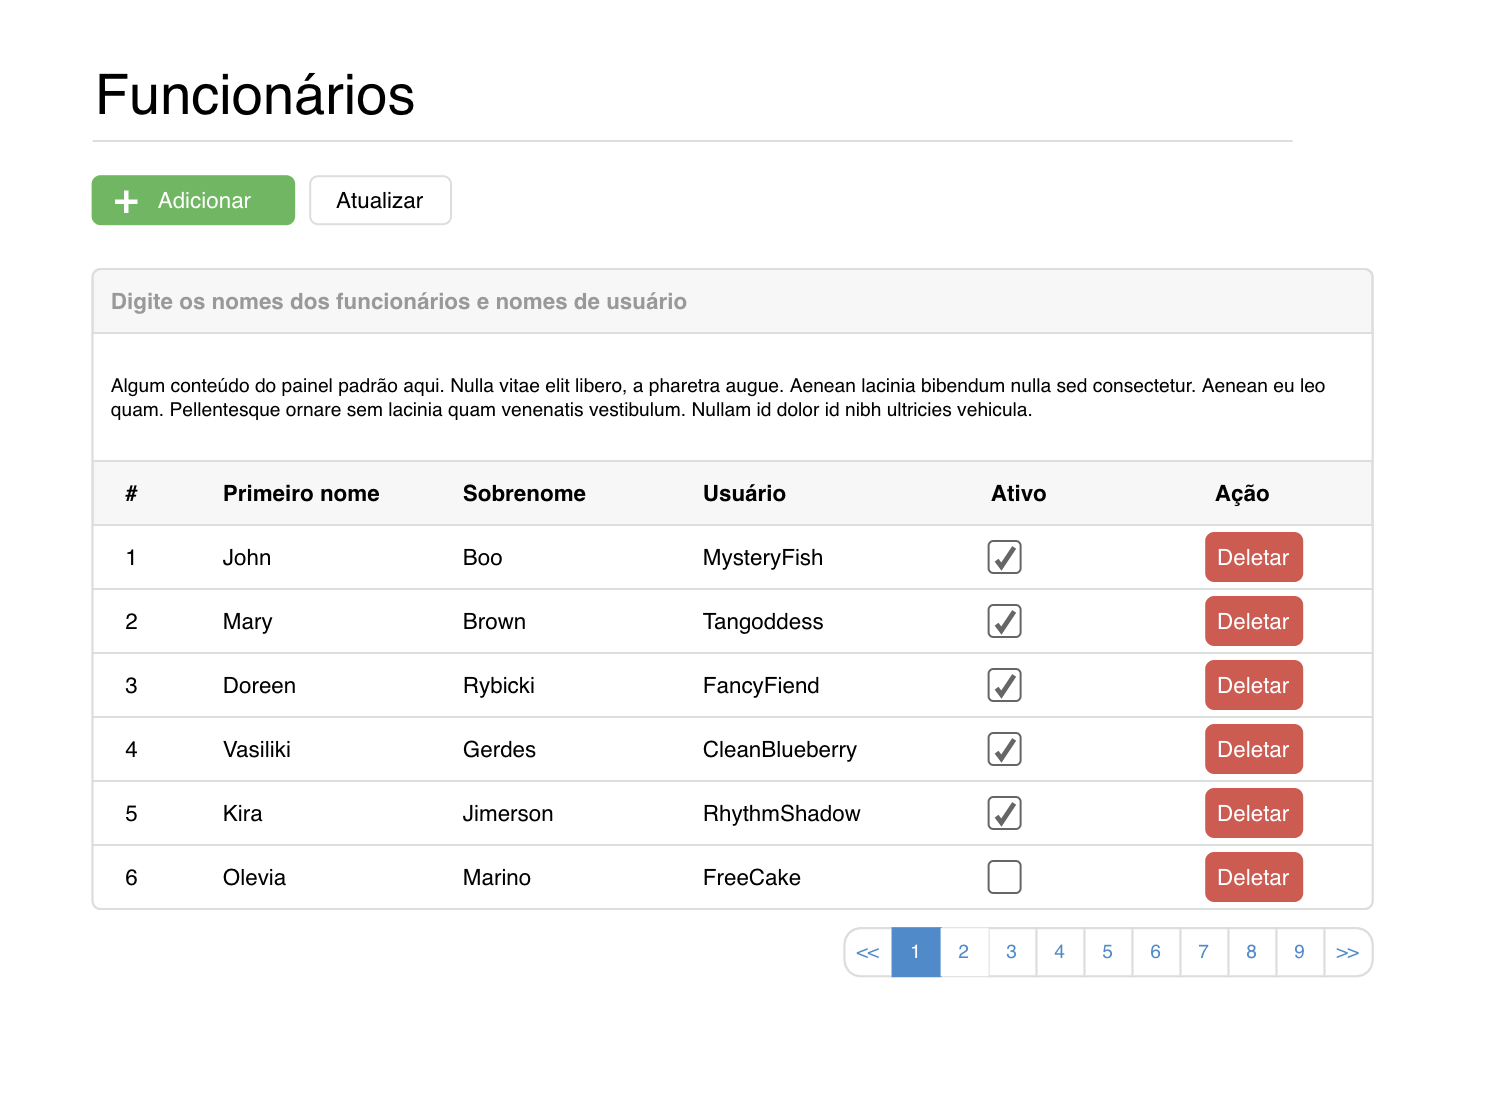 Funcionários
Adicionar Atualizar
Digite os nomes dos funcionários e nomes de usuário
Algum conteúdo do painel padrão aqui. Nulla vitae elit libero, a pharetra augue. Aenean lacinia bibendum nulla sed consectetur. Aenean eu leo
quam. Pellentesque ornare sem lacinia quam venenatis vestibulum. Nullam id dolor id nibh ultricies vehicula.
# Primeiro nome Sobrenome Usuário Ativo Ação
1 John Boo MysteryFish Deletar
2 Mary Brown Tangoddess Deletar
3 Doreen Rybicki FancyFiend Deletar
4 Vasiliki Gerdes CleanBlueberry Deletar
5 Kira Jimerson RhythmShadow Deletar
6 Olevia Marino FreeCake Deletar
<< 1 2 3 4 5 6 7 8 9 >>